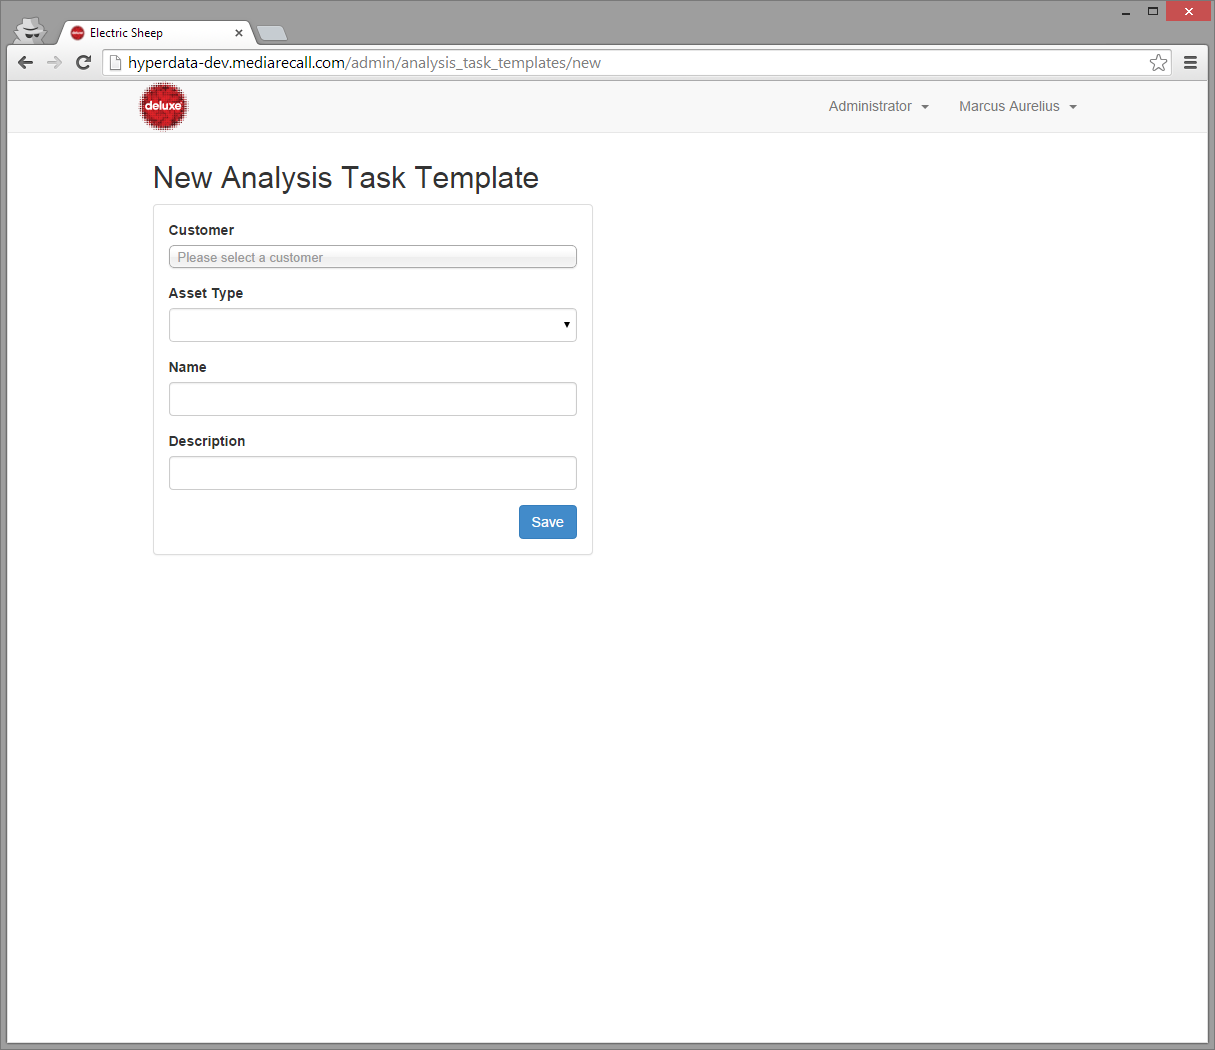 Electric Sheep
hyperdata-dev.mediarecall.com/admin/analysis_task_templates/new
deluxe
Administrator
Marcus Aurelius
New Analysis Task Template
Customer
Please select a customer
Asset Type
Name
Description
Save